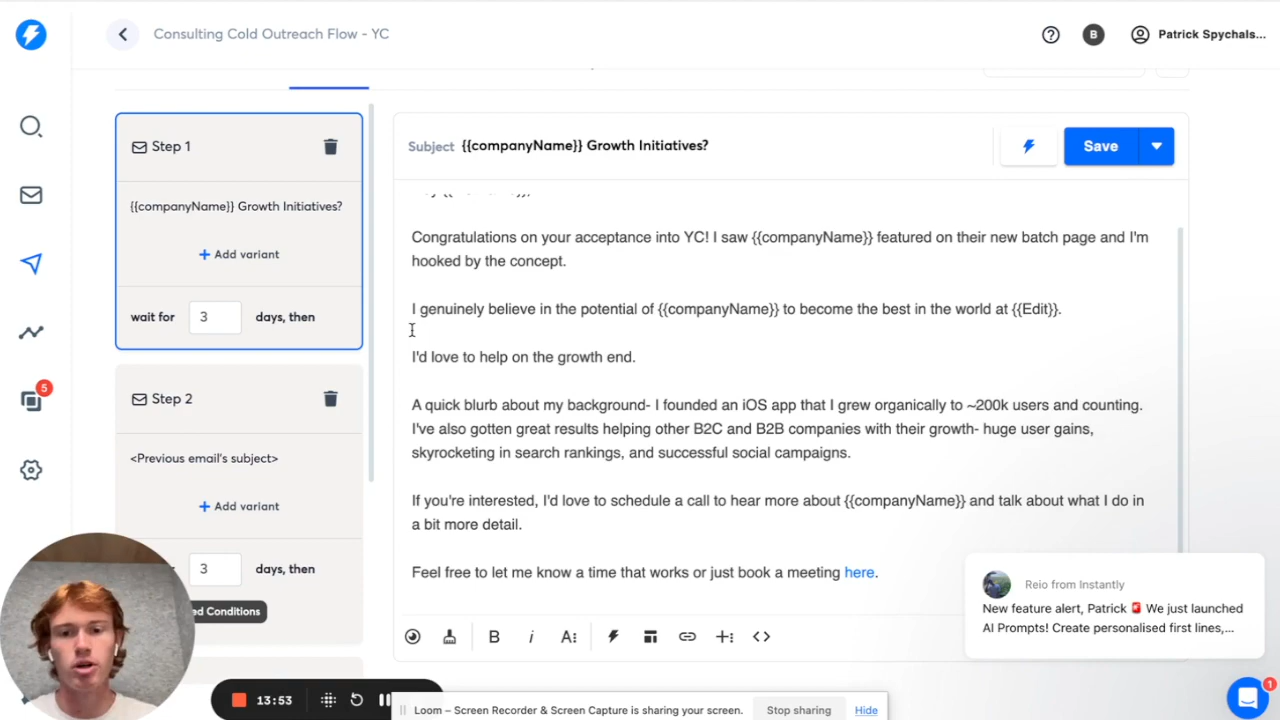 Consulting Cold Outreach Flow - YC
B
Patrick Spychals...
Step 1
{{companyName}} Growth Initiatives?
+ Add variant
wait for 3 days, then
Step 2
<Previous email's subject>
+ Add variant
3 days, then
ed Conditions
5
Subject {{companyName}} Growth Initiatives?
Save
Congratulations on your acceptance into YC! I saw {{companyName}} featured on their new batch page and I'm
hooked by the concept.
I genuinely believe in the potential of {{companyName}} to become the best in the world at {{Edit}}.
I'd love to help on the growth end.
A quick blurb about my background- I founded an iOS app that I grew organically to ~200k users and counting.
I've also gotten great results helping other B2C and B2B companies with their growth- huge user gains,
skyrocketing in search rankings, and successful social campaigns.
If you're interested, I'd love to schedule a call to hear more about {{companyName}} and talk about what I do in
a bit more detail.
Feel free to let me know a time that works or just book a meeting here.
B i A
Reio from Instantly
New feature alert, Patrick 🚨 We just launched
AI Prompts! Create personalised first lines,...
1
13:53
Loom – Screen Recorder & Screen Capture is sharing your screen.
Stop sharing
Hide